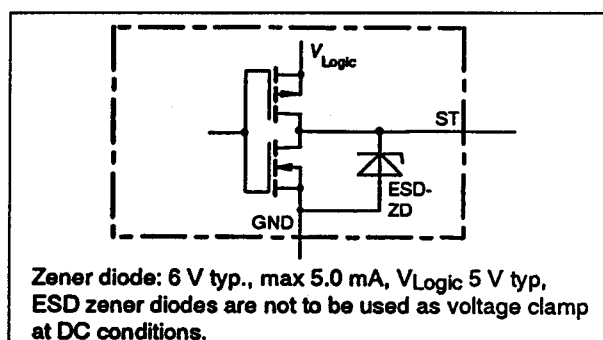 VLogic
ST
ESD-
ZD
GND
Zener diode: 6 V typ., max 5.0 mA, VLogic 5 V typ,
ESD zener diodes are not to be used as voltage clamp
at DC conditions.